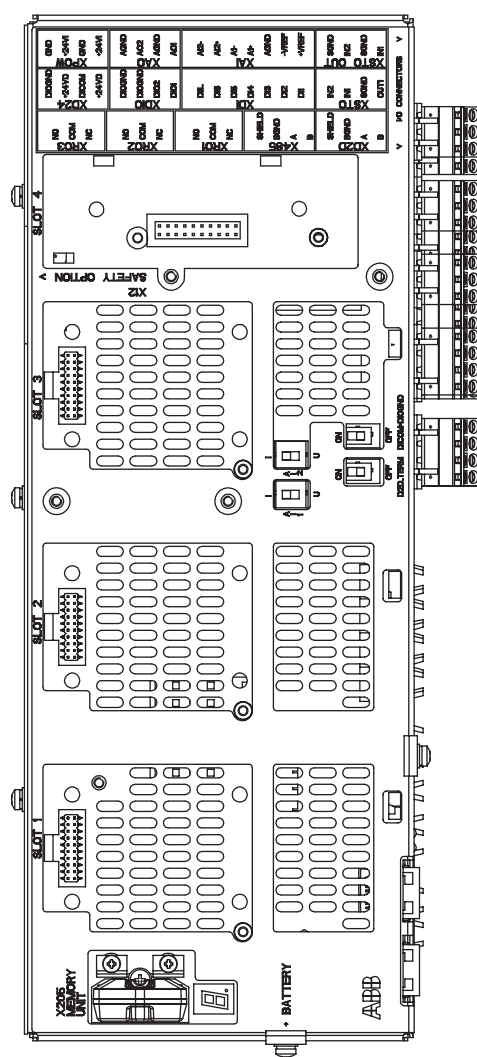 GND
+24VI
GND
+24VI
XPOW
AGND
AO2
AGND
AO1
XAO
AI2-
AI2+
AI1-
AI1+
AGND
-VREF
+VREF
XAI
SGND
IN2
SGND
IN1
XSTO OUT
DIOGND
+24VD
DICOM
+24VD
XD24
DIOGND
DIOGND
DIO2
DIO1
XDIO
DIIL
DI6
DI5
DI4
DI3
DI2
DI1
XDI
IN2
IN1
SGND
OUT1
XSTO
NO
COM
NC
XRO3
NO
COM
NC
XRO2
NO
COM
NC
XRO1
SHIELD
BGND
A
B
X485
SHIELD
BGND
A
B
XD2D
I/O CONNECTORS
SLOT 4
SAFETY OPTION
X12
SLOT 3
AI2
I
U
AI1
I
U
ON
OFF
DICOM-DIOGND
ON
OFF
D2D.TERM
SLOT 2
SLOT 1
X205
MEMORY
UNIT
+ BATTERY
ABB